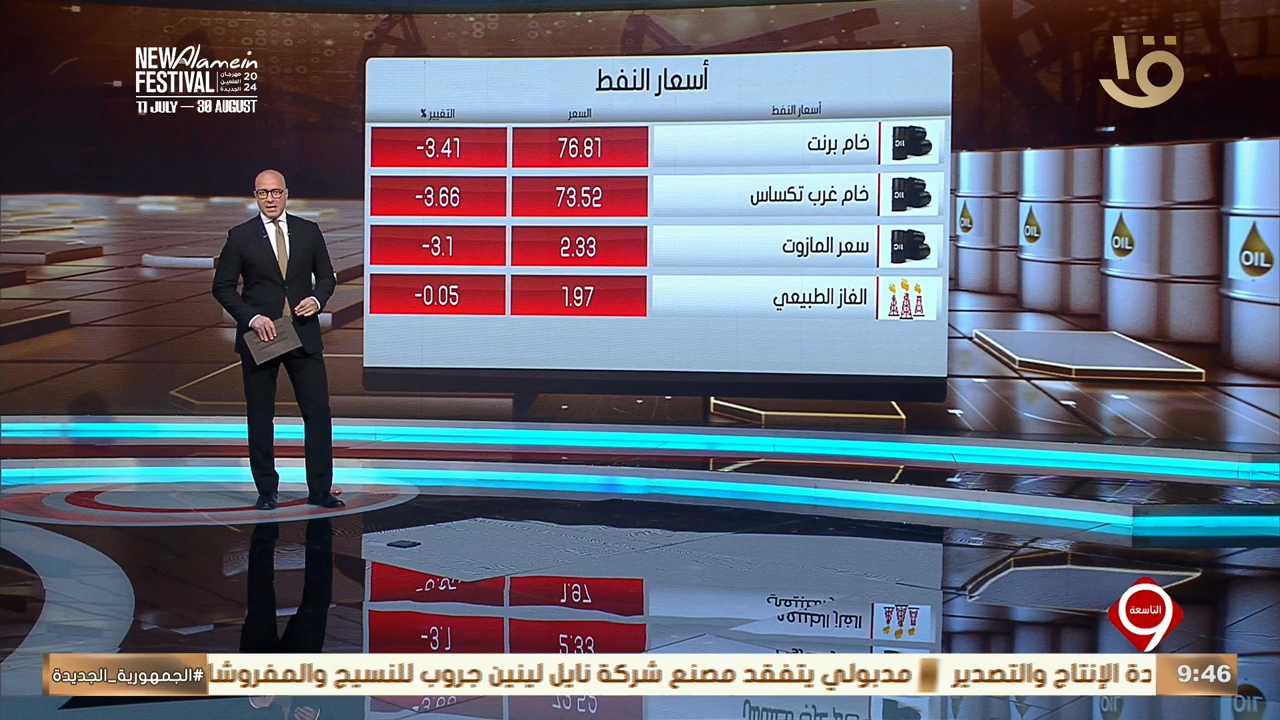 NEW Alamein
FESTIVAL
مهرجان
العلمين
الجديدة
2024
11 JULY — 30 AUGUST
أسعار النفط
أسعار النفط السعر التغيير %
خام برنت 76.81 -3.41
خام غرب تكساس 73.52 -3.66
سعر المازوت 2.33 -3.1
الغاز الطبيعي 1.97 -0.05
OIL
OIL
OIL
OIL
التاسعة
9
دة الإنتاج والتصدير مدبولي يتفقد مصنع شركة نايل لينين جروب للنسيج والمفروشا
#الجمهورية_الجديدة
9:46